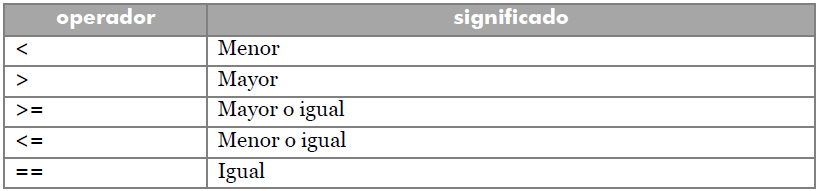 operador significado
< Menor
> Mayor
>= Mayor o igual
<= Menor o igual
== Igual